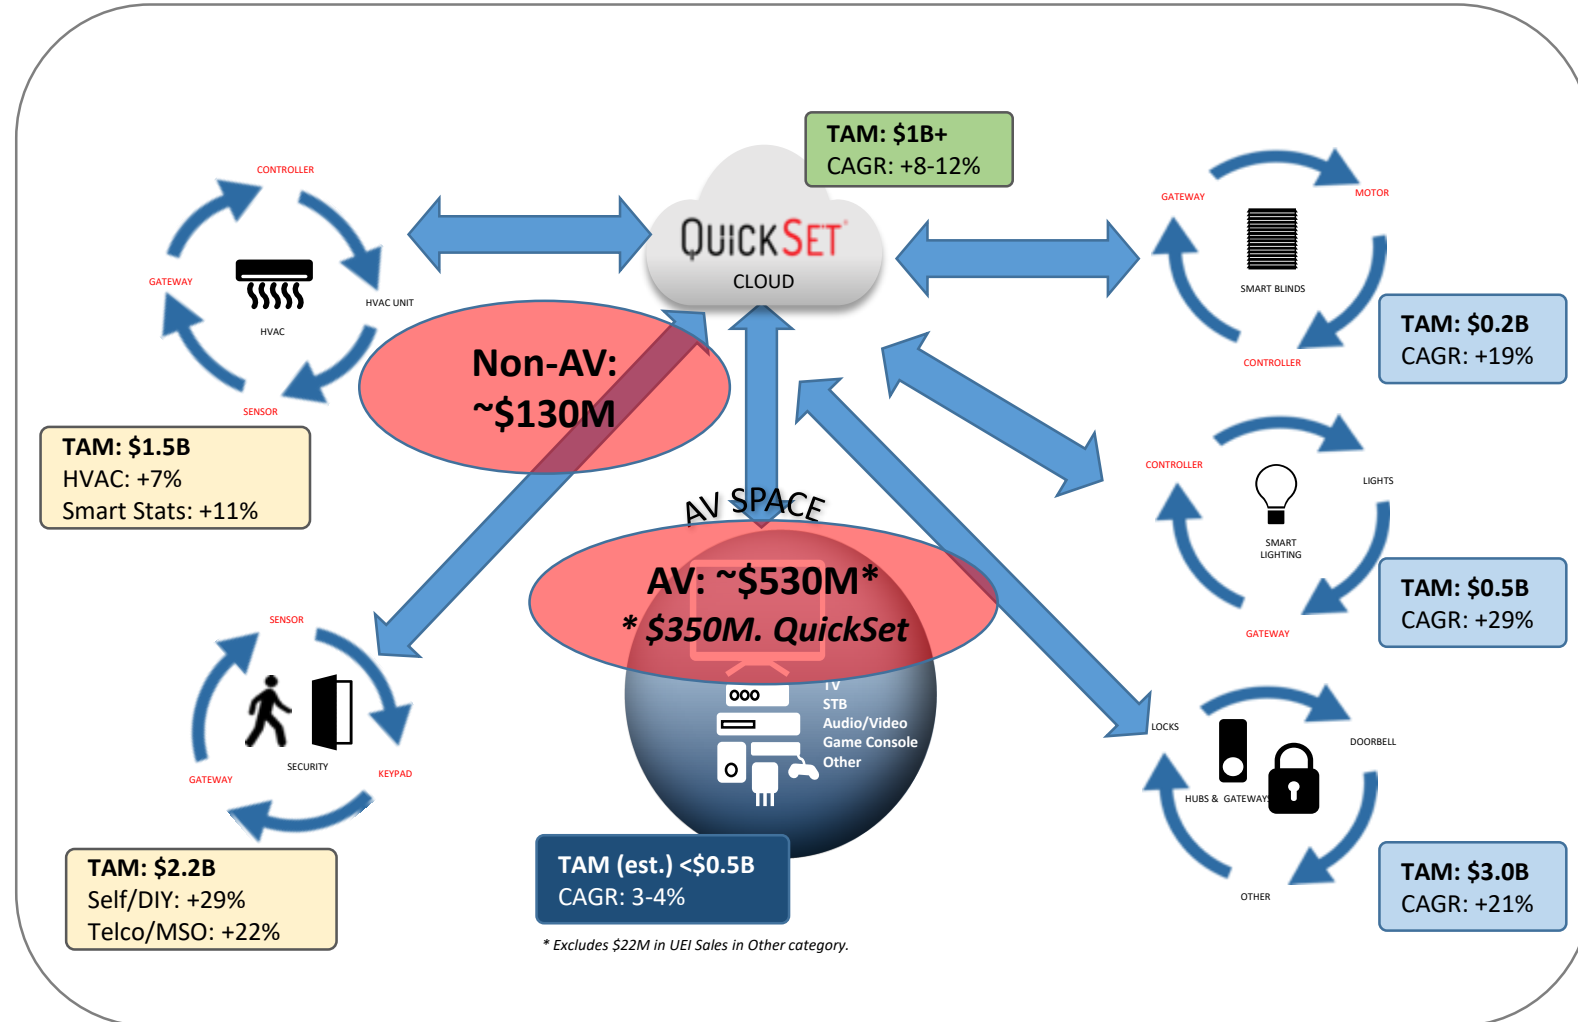 TAM: $1B+
CAGR: +8-12%
QUICKSET
CLOUD
CONTROLLER
GATEWAY
HVAC UNIT
HVAC
SENSOR
TAM: $1.5B
HVAC: +7%
Smart Stats: +11%
Non-AV:
~$130M
GATEWAY
MOTOR
SMART BLINDS
CONTROLLER
TAM: $0.2B
CAGR: +19%
CONTROLLER
LIGHTS
SMART
LIGHTING
GATEWAY
TAM: $0.5B
CAGR: +29%
AV SPACE
AV: ~$530M*
* $350M. QuickSet
TV
STB
Audio/Video
Game Console
Other
TAM (est.) <$0.5B
CAGR: 3-4%
* Excludes $22M in UEI Sales in Other category.
SENSOR
SECURITY
GATEWAY
KEYPAD
TAM: $2.2B
Self/DIY: +29%
Telco/MSO: +22%
LOCKS
DOORBELL
HUBS & GATEWAYS
OTHER
TAM: $3.0B
CAGR: +21%